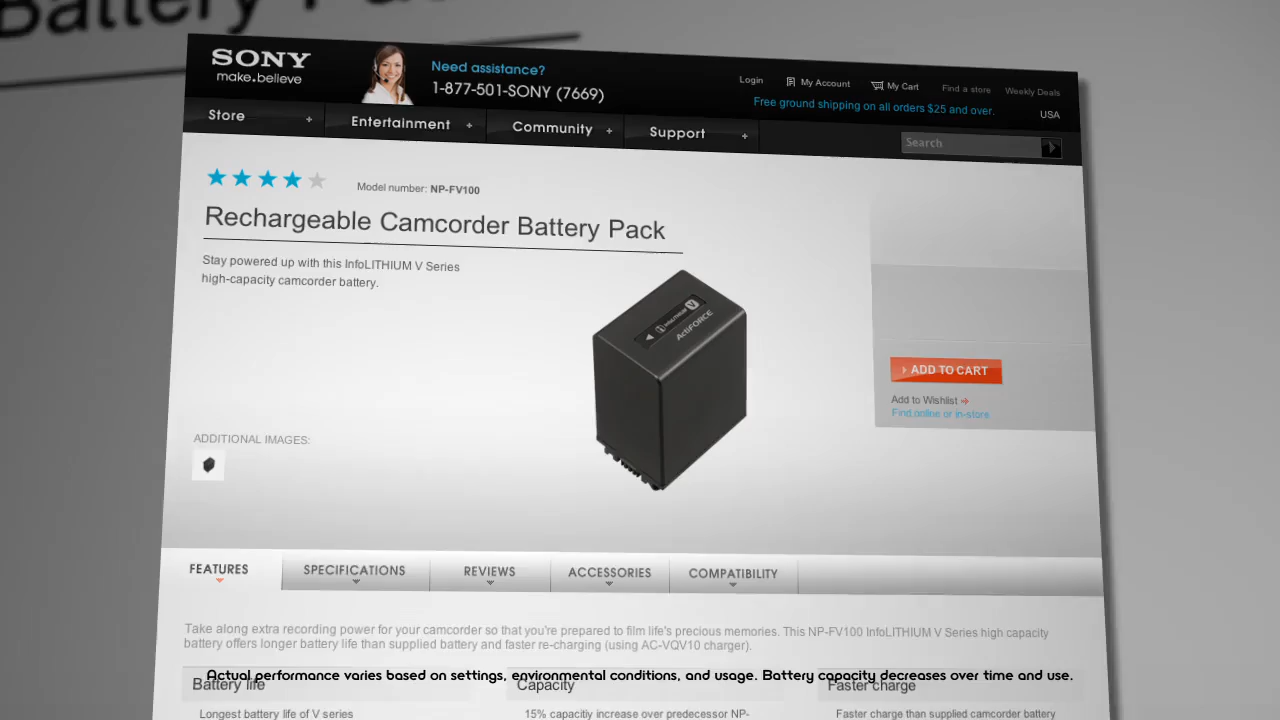 Battery Pa
SONY
make.believe
Need assistance?
1-877-501-SONY (7669)
Login
My Account
My Cart
Find a store
Weekly Deals
Free ground shipping on all orders $25 and over.
USA
Store +
Entertainment +
Community +
Support +
Search
Model number: NP-FV100
Rechargeable Camcorder Battery Pack
Stay powered up with this InfoLITHIUM V Series
high-capacity camcorder battery.
InfoLITHIUM V
ActiFORCE
ADD TO CART
Add to Wishlist
Find online or in-store
ADDITIONAL IMAGES:
FEATURES
SPECIFICATIONS
REVIEWS
ACCESSORIES
COMPATIBILITY
Take along extra recording power for your camcorder so that you're prepared to film life's precious memories. This NP-FV100 InfoLITHIUM V Series high capacity
battery offers longer battery life than supplied battery and faster re-charging (using AC-VQV10 charger).
Actual performance varies based on settings, environmental conditions, and usage. Battery capacity decreases over time and use.
Battery life
Capacity
Faster charge
Longest battery life of V series
15% capacitiy increase over predecessor NP-
Faster charge than supplied camcorder battery